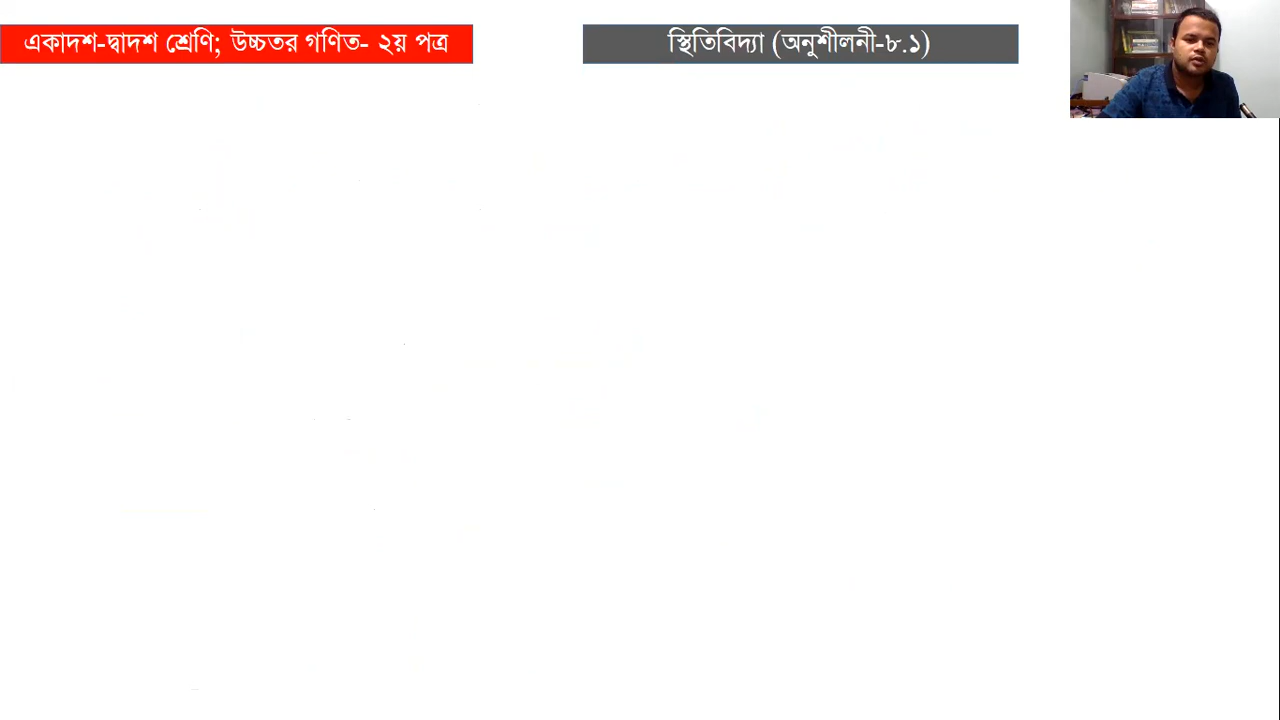 একাদশ-দ্বাদশ শ্রেণি; উচ্চতর গণিত- ২য় পত্র
স্থিতিবিদ্যা (অনুশীলনী-৮.১)